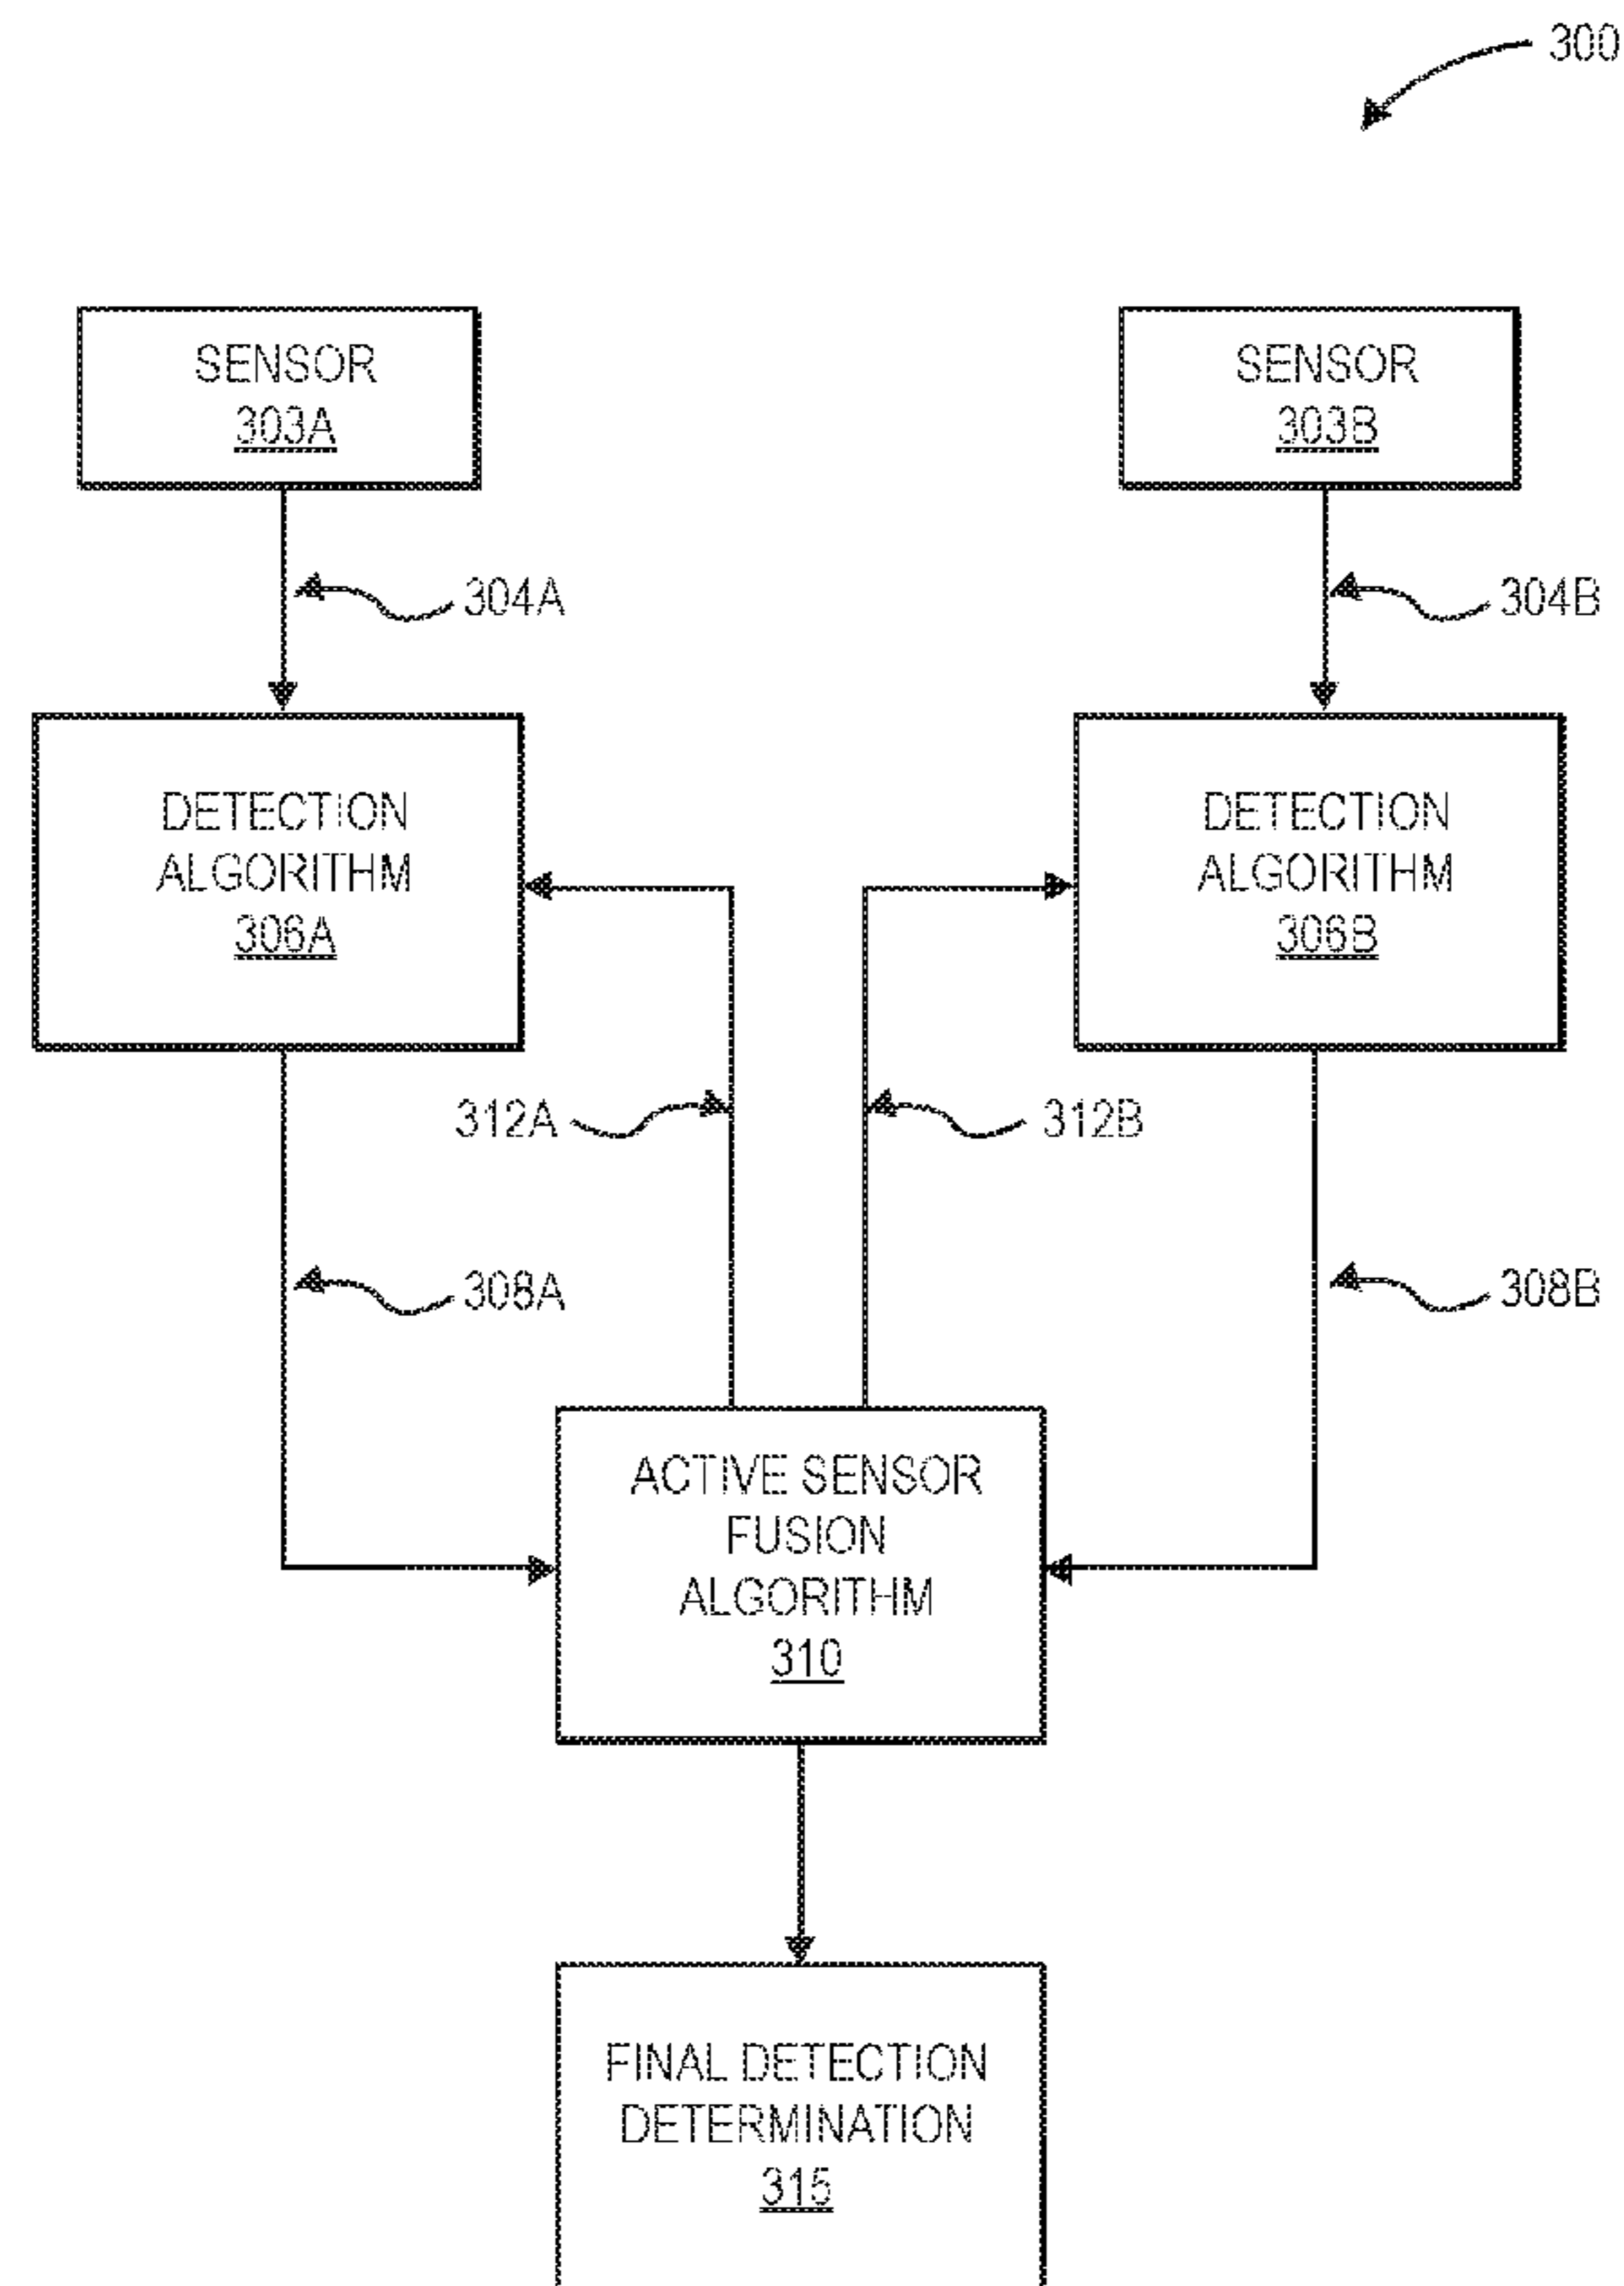 300
SENSOR
303A
SENSOR
303B
304A
304B
DETECTION
ALGORITHM
306A
DETECTION
ALGORITHM
306B
312A
312B
308A
308B
ACTIVE SENSOR
FUSION
ALGORITHM
310
FINAL DETECTION
DETERMINATION
315